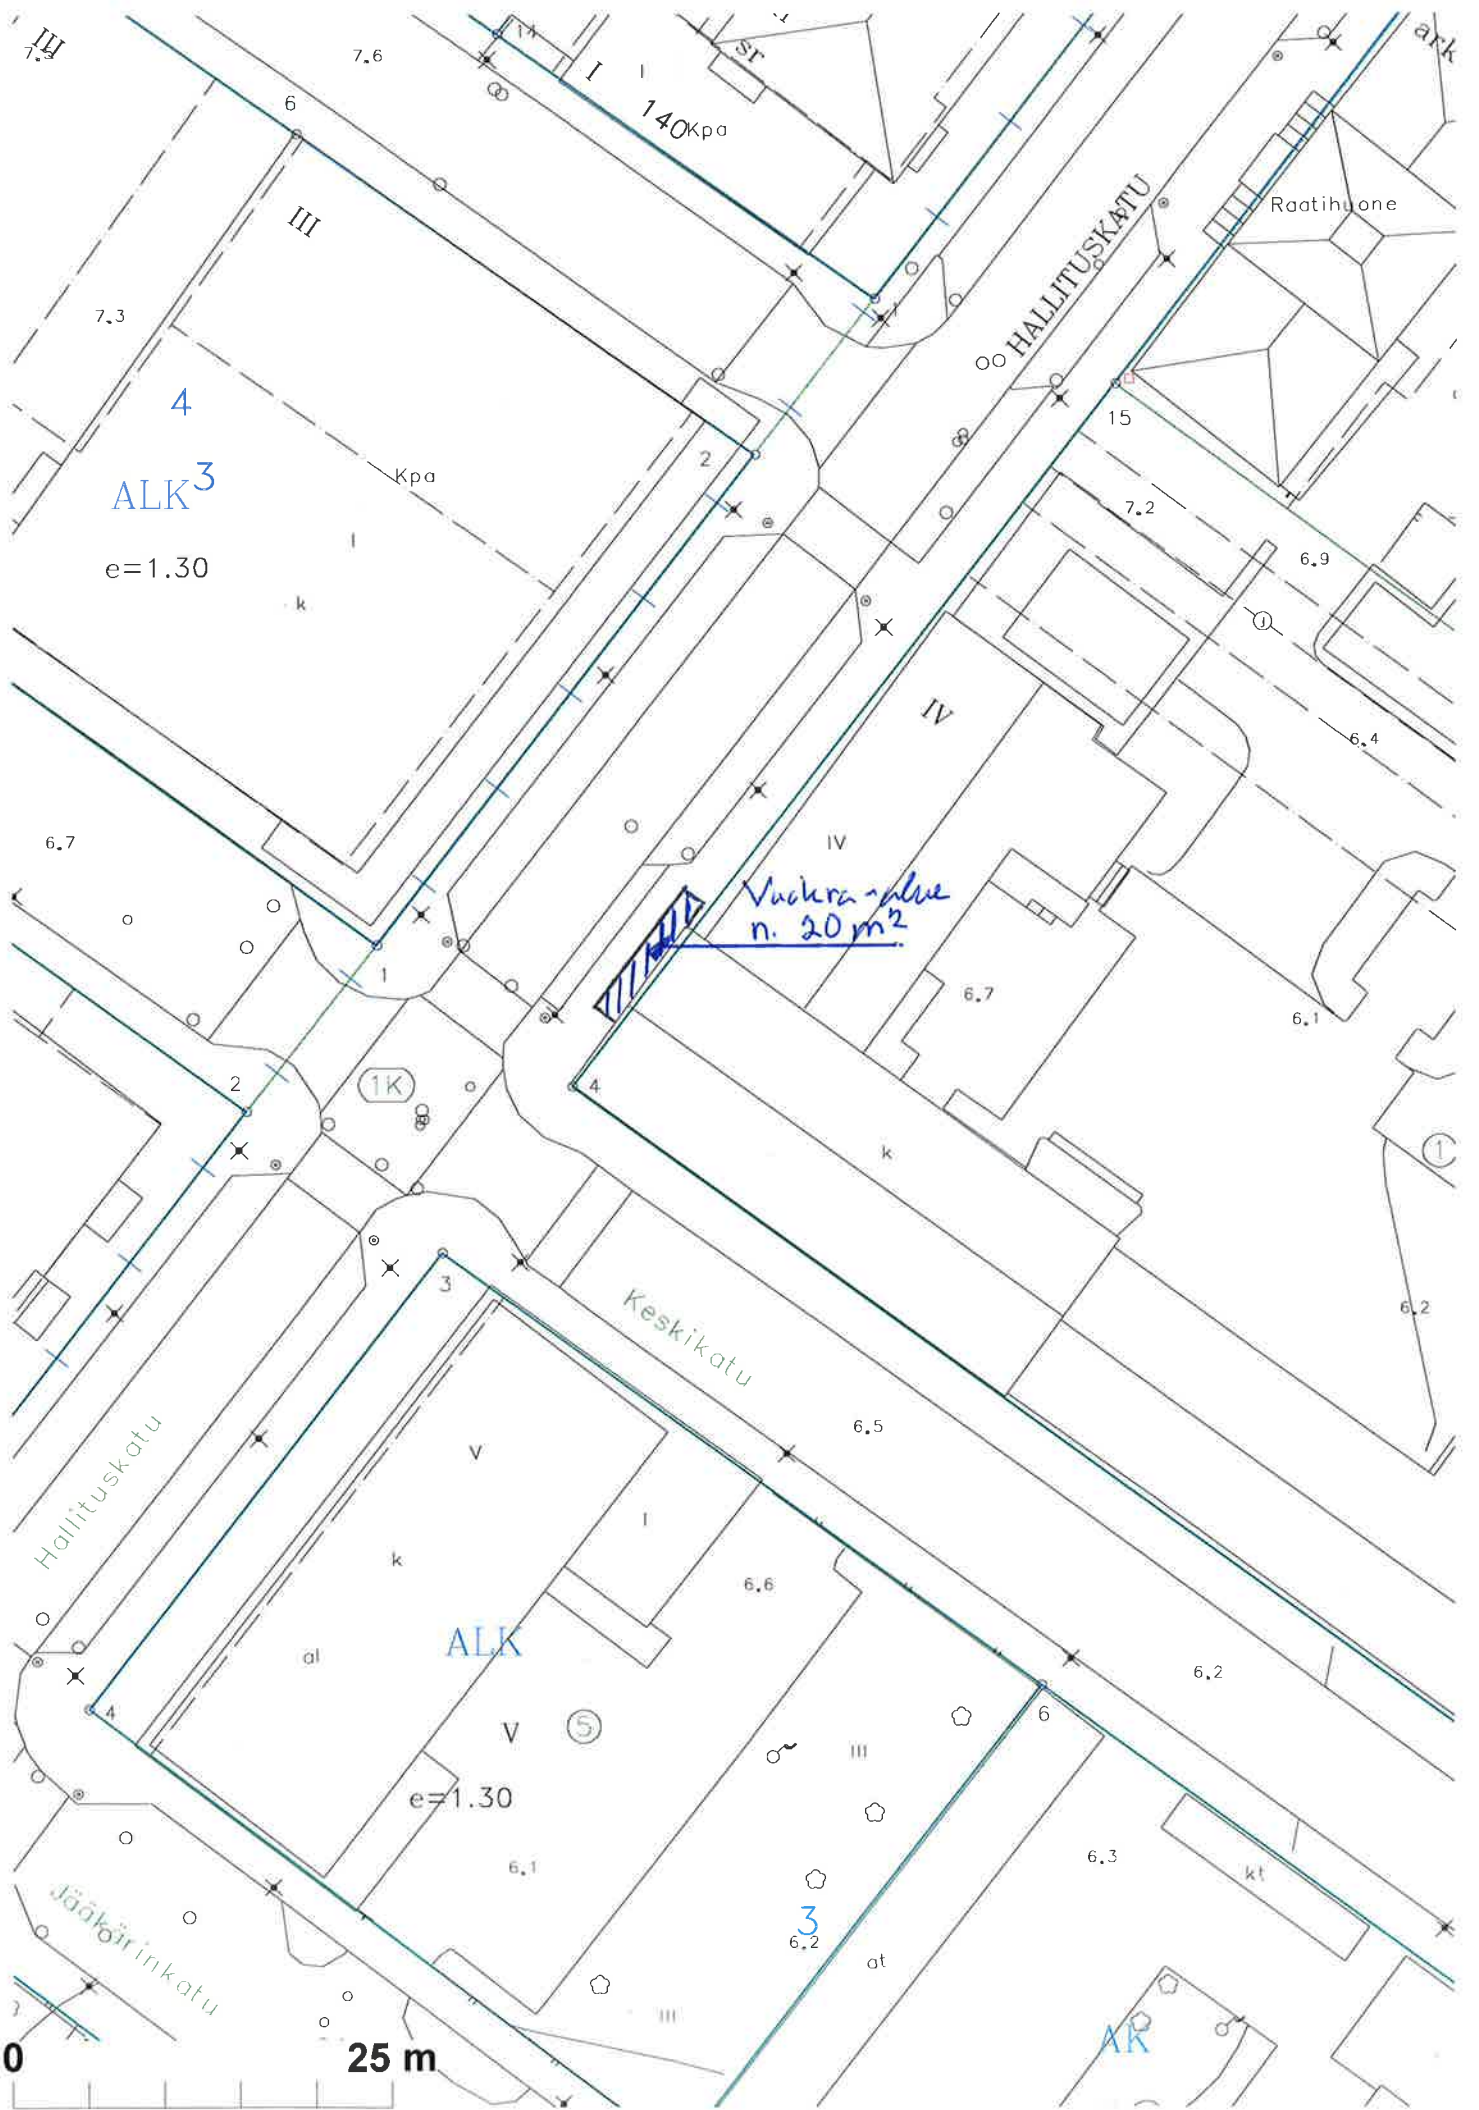 III
7.6
6
III
7.3
4
ALK³
e=1.30
Kpa
I
k
I
I
140Kpa
sr
ark
Raatihuone
HALLITUSKATU
15
2
7.2
6.9
j
6.4
IV
IV
6.7
Vuokra-alue
n. 20 m²
1
6.7
6.1
2
1K
4
k
1
3
Keskikatu
6.2
6.5
Hallituskatu
V
k
I
6.6
al
ALK
6.2
4
V
5
III
6
e=1.30
6.1
6.3
kt
3
6.2
at
Jääkärinkatu
III
AK
0 25 m